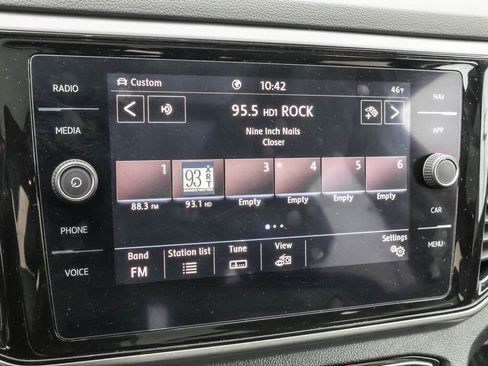 Custom 10:42 46°F
RADIO
MEDIA
PHONE
VOICE
95.5 HD1 ROCK
Nine Inch Nails
Closer
1 93 XRT 3 4 5 6
88.3 FM 93.1 HD Empty Empty Empty Empty
Band Station list Tune View Settings
FM
NAV
APP
CAR
MENU